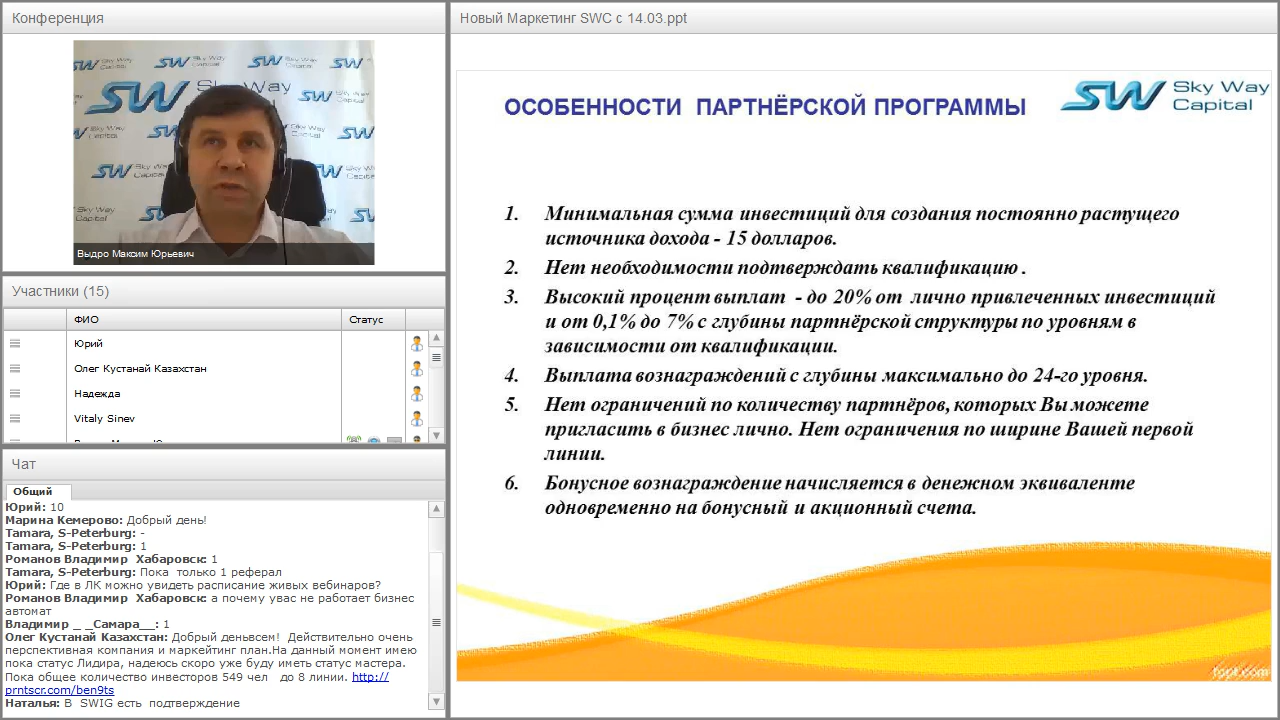 Конференция
SW Sky Way Capital
Выдро Максим Юрьевич
Участники (15)
ФИО
Статус
Юрий
Олег Кустанай Казахстан
Надежда
Vitaly Sinev
Чат
Общий
Юрий: 10
Марина Кемерово: Добрый день!
Tamara, S-Peterburg: -
Tamara, S-Peterburg: 1
Романов Владимир Хабаровск: 1
Tamara, S-Peterburg: Пока только 1 реферал
Юрий: Где в ЛК можно увидеть расписание живых вебинаров?
Романов Владимир Хабаровск: а почему увас не работает бизнес
автомат
Владимир _ _Самара__: 1
Олег Кустанай Казахстан: Добрый деньвсем! Действительно очень
перспективная компания и маркейтинг план.На данный момент имею
пока статус Лидира, надеюсь скоро уже буду иметь статус мастера.
Пока общее количество инвесторов 549 чел до 8 линии. http://
prntscr.com/ben9ts
Наталья: В SWIG есть подтверждение
Новый Маркетинг SWC с 14.03.ppt
ОСОБЕННОСТИ ПАРТНЁРСКОЙ ПРОГРАММЫ
SW Sky Way
Capital
1. Минимальная сумма инвестиций для создания постоянно растущего
источника дохода - 15 долларов.
2. Нет необходимости подтверждать квалификацию .
3. Высокий процент выплат - до 20% от лично привлеченных инвестиций
и от 0,1% до 7% с глубины партнёрской структуры по уровням в
зависимости от квалификации.
4. Выплата вознаграждений с глубины максимально до 24-го уровня.
5. Нет ограничений по количеству партнёров, которых Вы можете
пригласить в бизнес лично. Нет ограничения по ширине Вашей первой
линии.
6. Бонусное вознаграждение начисляется в денежном эквиваленте
одновременно на бонусный и акционный счета.
fppt.com